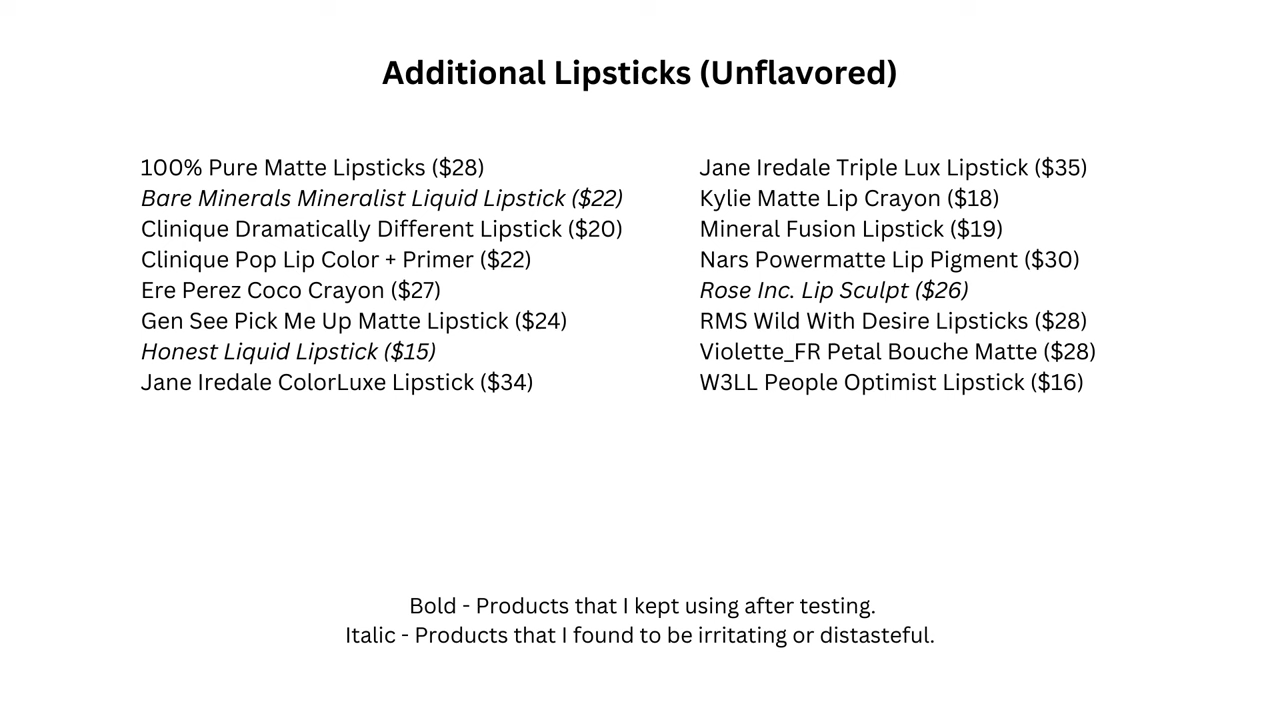 Additional Lipsticks (Unflavored)
100% Pure Matte Lipsticks ($28)
Bare Minerals Mineralist Liquid Lipstick ($22)
Clinique Dramatically Different Lipstick ($20)
Clinique Pop Lip Color + Primer ($22)
Ere Perez Coco Crayon ($27)
Gen See Pick Me Up Matte Lipstick ($24)
Honest Liquid Lipstick ($15)
Jane Iredale ColorLuxe Lipstick ($34)
Jane Iredale Triple Lux Lipstick ($35)
Kylie Matte Lip Crayon ($18)
Mineral Fusion Lipstick ($19)
Nars Powermatte Lip Pigment ($30)
Rose Inc. Lip Sculpt ($26)
RMS Wild With Desire Lipsticks ($28)
Violette_FR Petal Bouche Matte ($28)
W3LL People Optimist Lipstick ($16)
Bold - Products that I kept using after testing.
Italic - Products that I found to be irritating or distasteful.